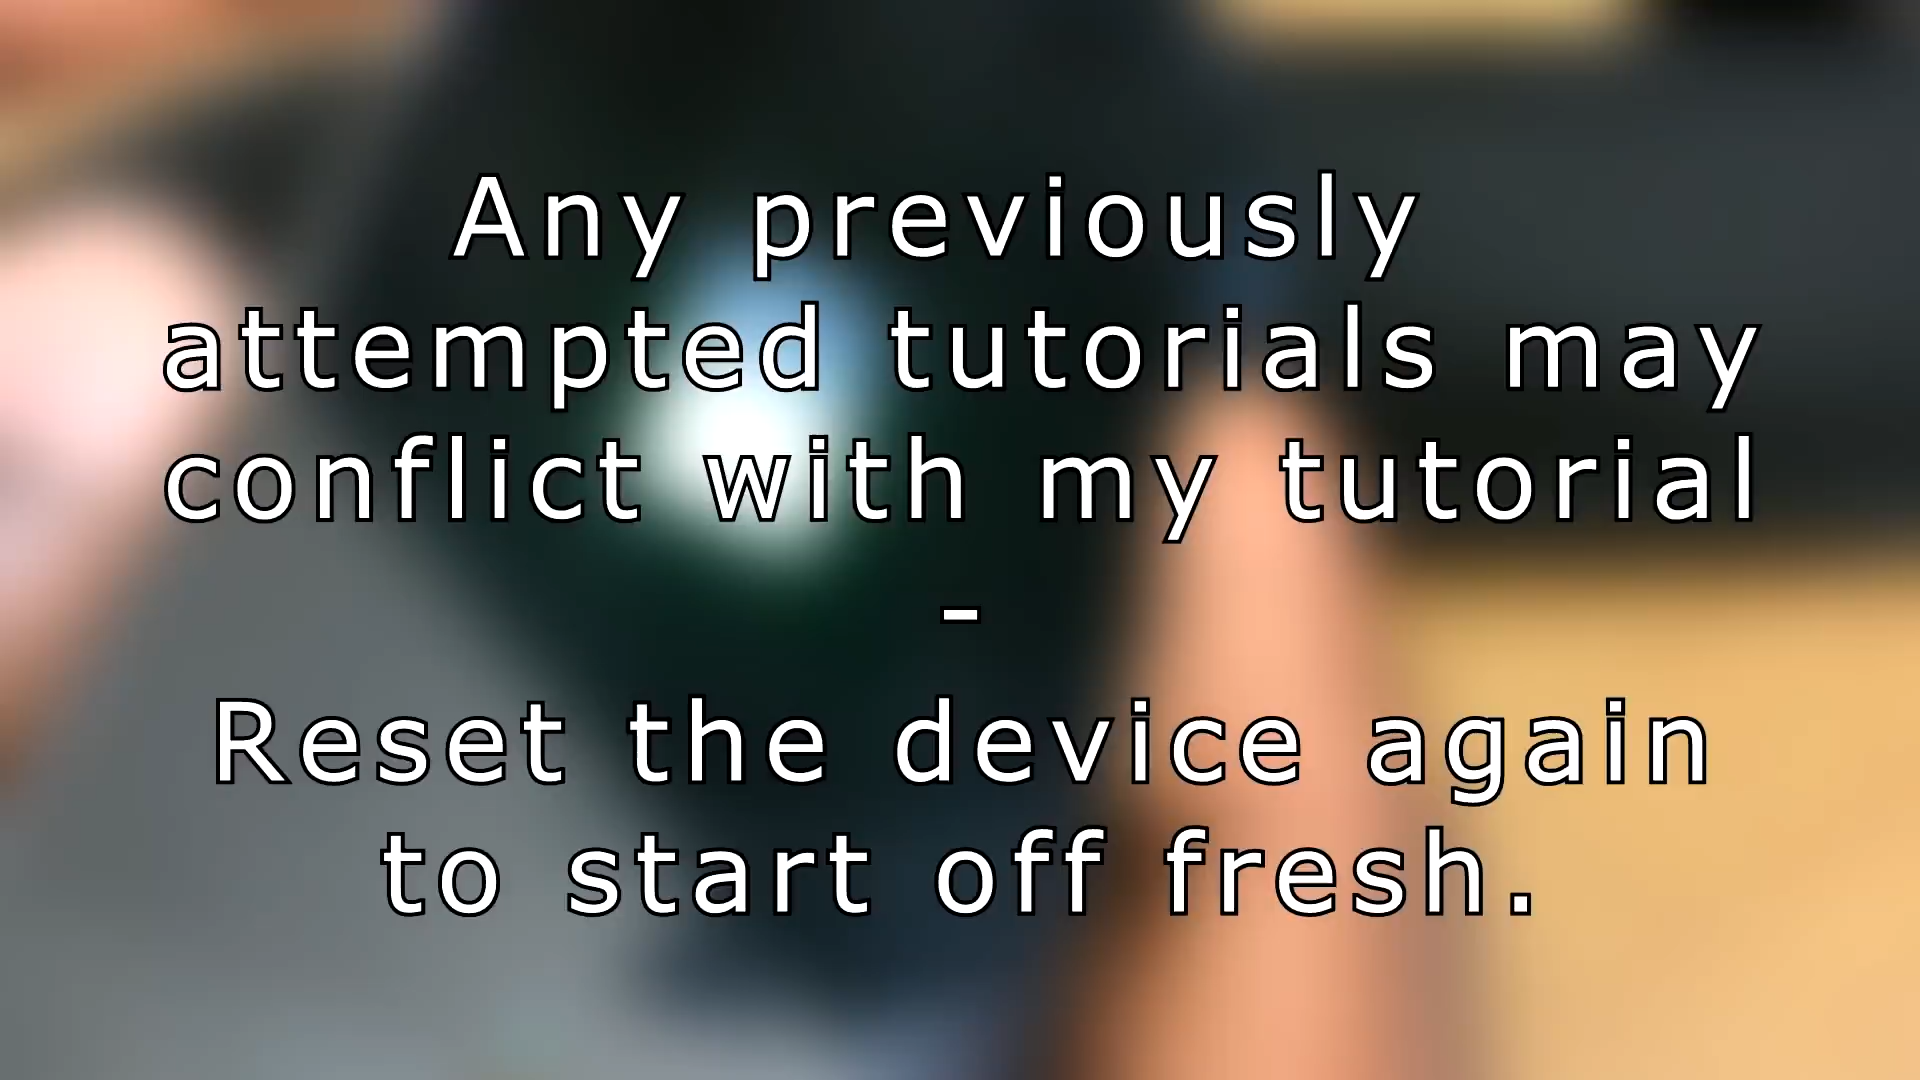 Any previously
attempted tutorials may
conflict with my tutorial
-
Reset the device again
to start off fresh.